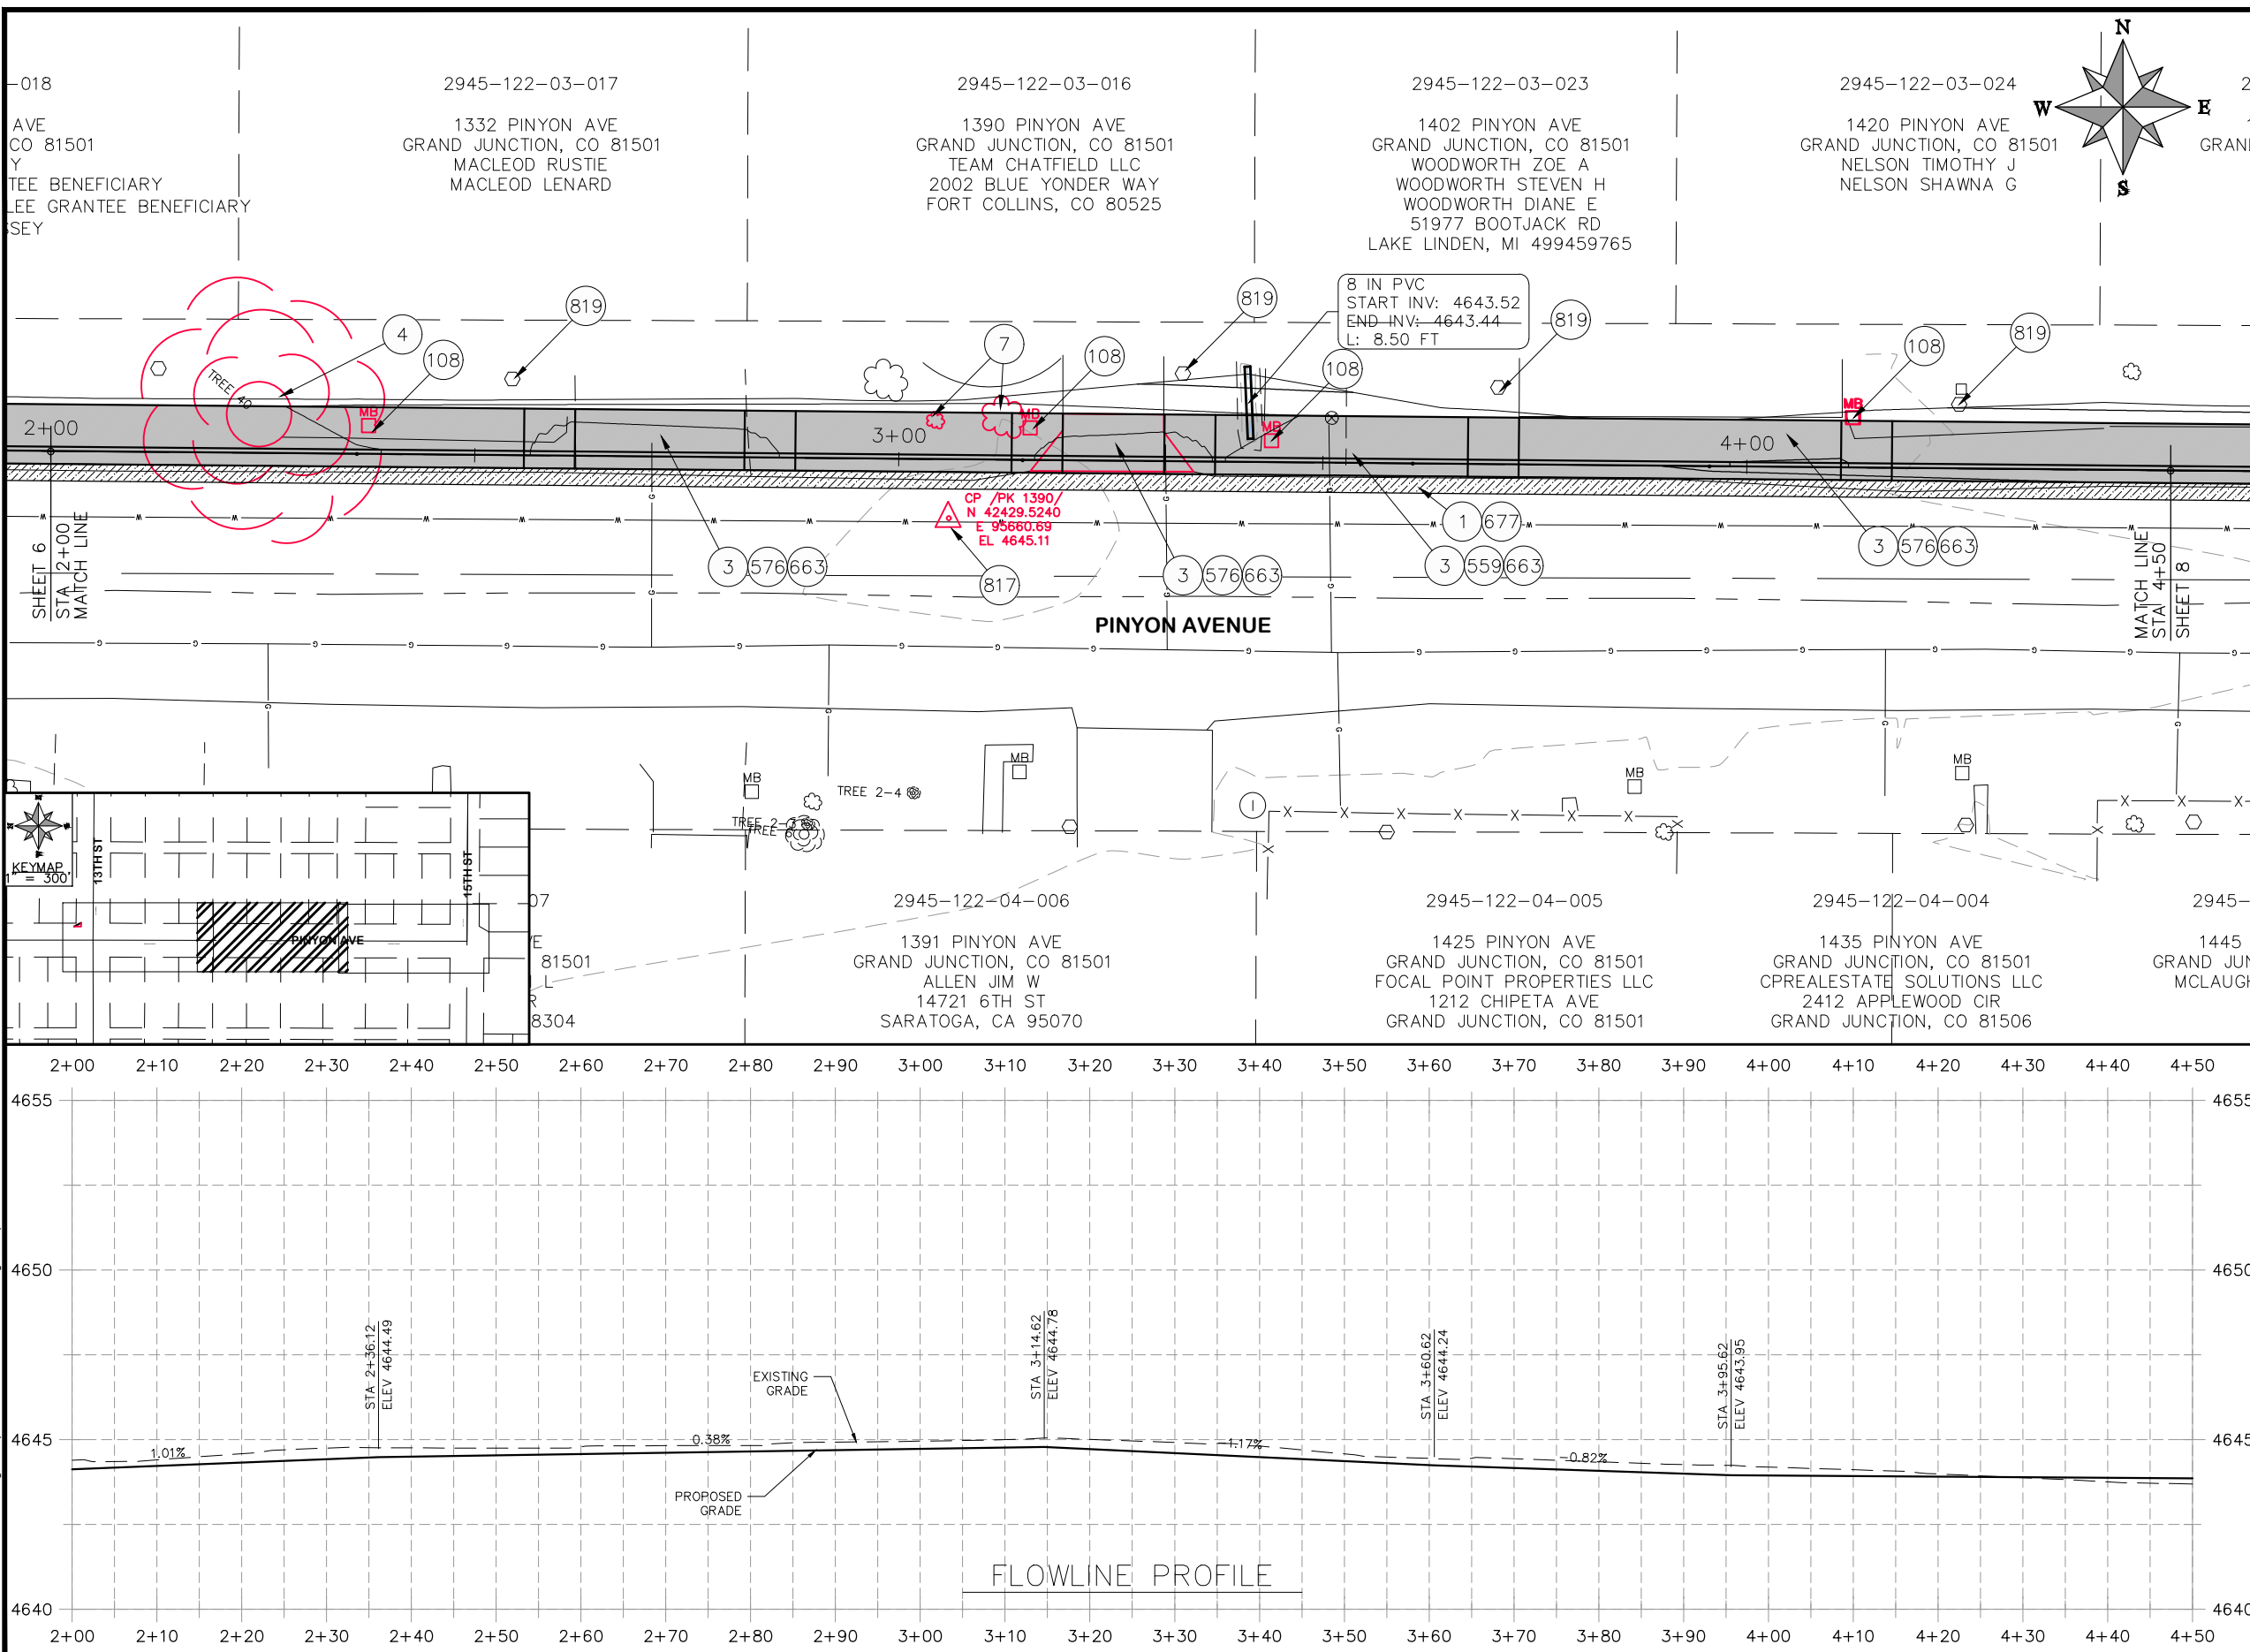 -018
AVE
CO 81501
Y
TEE BENEFICIARY
LEE GRANTEE BENEFICIARY
SSEY
2945-122-03-017
1332 PINYON AVE
GRAND JUNCTION, CO 81501
MACLEOD RUSTIE
MACLEOD LENARD
2945-122-03-016
1390 PINYON AVE
GRAND JUNCTION, CO 81501
TEAM CHATFIELD LLC
2002 BLUE YONDER WAY
FORT COLLINS, CO 80525
2945-122-03-023
1402 PINYON AVE
GRAND JUNCTION, CO 81501
WOODWORTH ZOE A
WOODWORTH STEVEN H
WOODWORTH DIANE E
51977 BOOTJACK RD
LAKE LINDEN, MI 499459765
2945-122-03-024
1420 PINYON AVE
GRAND JUNCTION, CO 81501
NELSON TIMOTHY J
NELSON SHAWNA G
N
W E
S
2
GRAND
8 IN PVC
START INV: 4643.52
END INV: 4643.44
L: 8.50 FT
4
108
819
7
108
819
108
819
108
819
TREE 40
MB
MB
MB
MB
2+00
3+00
4+00
CP /PK 1390/
N 42429.5240
E 95660.69
EL 4645.11
817
3 576 663
3 576 663
1 677
3 559 663
3 576 663
SHEET 6
STA 2+00
MATCH LINE
MATCH LINE
STA 4+50
SHEET 8
PINYON AVENUE
MB
MB
MB
MB
TREE 2-4
TREE 2-3
TREE 6
KEYMAP
1" = 300'
13TH ST
15TH ST
PINYON AVE
07
E
81501
L
R
8304
2945-122-04-006
1391 PINYON AVE
GRAND JUNCTION, CO 81501
ALLEN JIM W
14721 6TH ST
SARATOGA, CA 95070
2945-122-04-005
1425 PINYON AVE
GRAND JUNCTION, CO 81501
FOCAL POINT PROPERTIES LLC
1212 CHIPETA AVE
GRAND JUNCTION, CO 81501
2945-122-04-004
1435 PINYON AVE
GRAND JUNCTION, CO 81501
CPREALESTATE SOLUTIONS LLC
2412 APPLEWOOD CIR
GRAND JUNCTION, CO 81506
2945-
1445
GRAND JUN
MCLAUGH
2+00 2+10 2+20 2+30 2+40 2+50 2+60 2+70 2+80 2+90 3+00 3+10 3+20 3+30 3+40 3+50 3+60 3+70 3+80 3+90 4+00 4+10 4+20 4+30 4+40 4+50
4655 4655
4650 4650
4645 4645
4640 4640
STA 2+36.12
ELEV 4644.49
STA 3+14.62
ELEV 4644.78
STA 3+60.62
ELEV 4644.24
STA 3+95.62
ELEV 4643.95
EXISTING
GRADE
PROPOSED
GRADE
1.01%
0.38%
-1.17%
-0.82%
FLOWLINE PROFILE
2+00 2+10 2+20 2+30 2+40 2+50 2+60 2+70 2+80 2+90 3+00 3+10 3+20 3+30 3+40 3+50 3+60 3+70 3+80 3+90 4+00 4+10 4+20 4+30 4+40 4+50